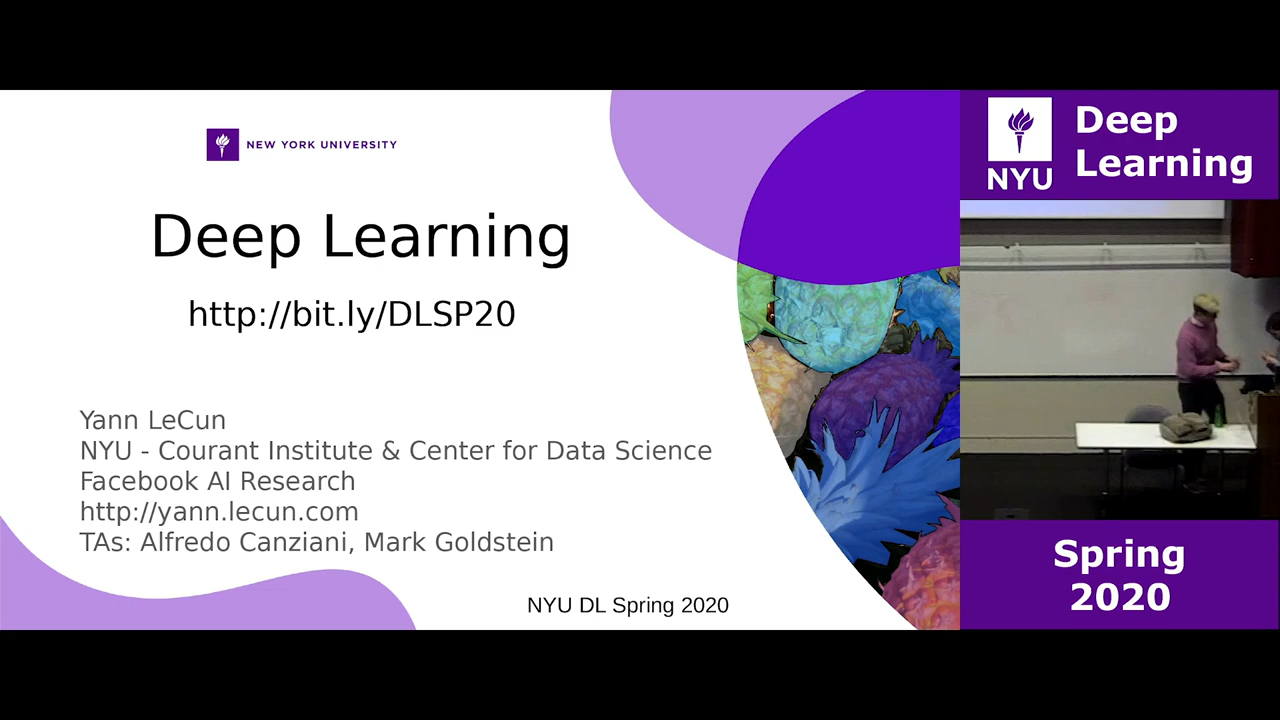 NEW YORK UNIVERSITY
Deep Learning
http://bit.ly/DLSP20
Yann LeCun
NYU - Courant Institute & Center for Data Science
Facebook AI Research
http://yann.lecun.com
TAs: Alfredo Canziani, Mark Goldstein
NYU DL Spring 2020
NYU
Deep
Learning
Spring
2020